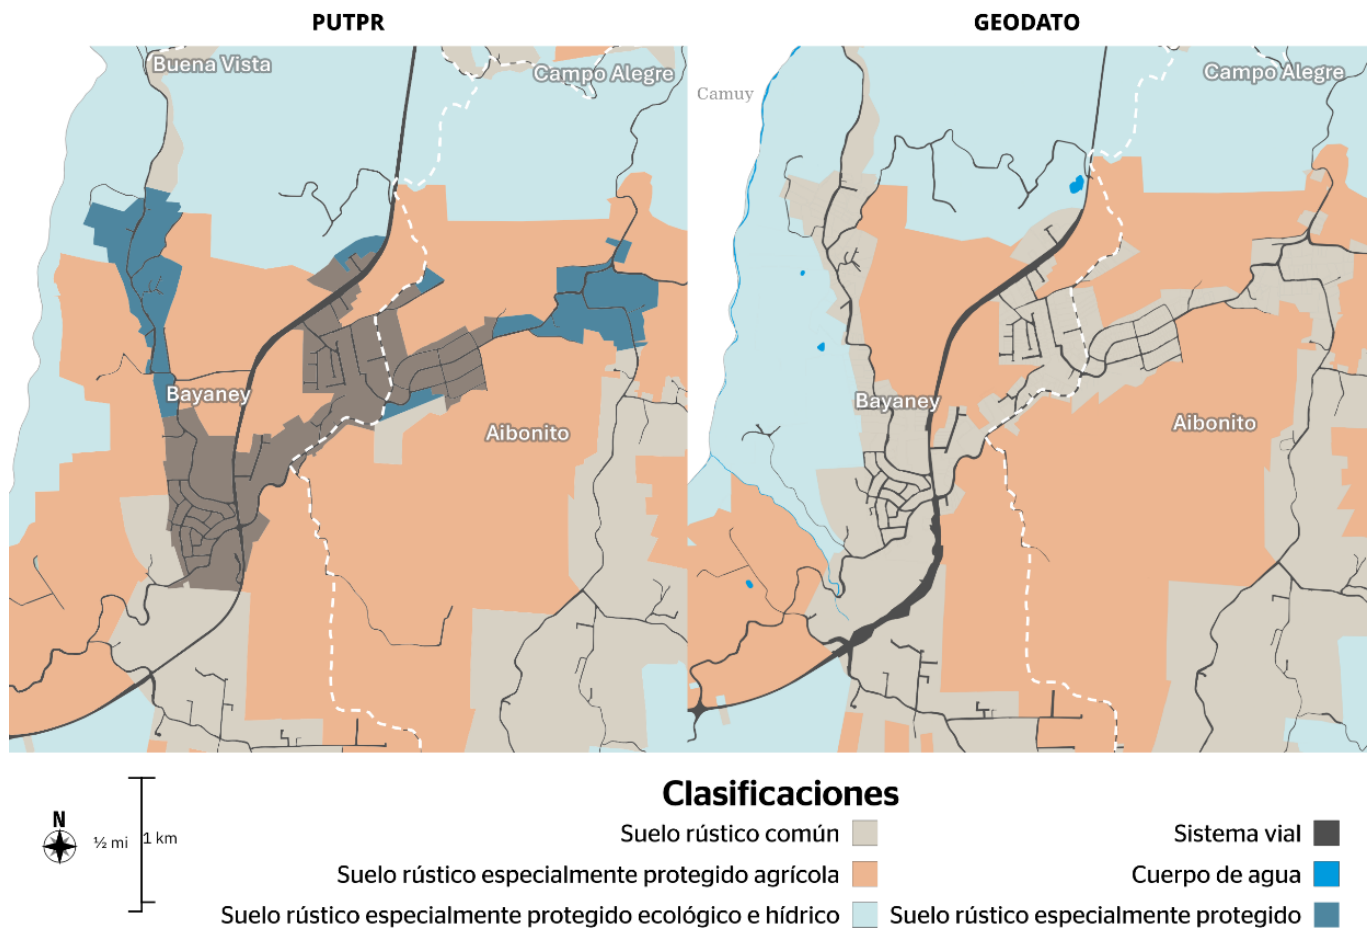 PUTPR
GEODATO
Buena Vista
Campo Alegre
Bayaney
Aibonito
Camuy
Campo Alegre
Bayaney
Aibonito
N
½ mi
1 km
Clasificaciones
Suelo rústico común
Suelo rústico especialmente protegido agrícola
Suelo rústico especialmente protegido ecológico e hídrico
Sistema vial
Cuerpo de agua
Suelo rústico especialmente protegido